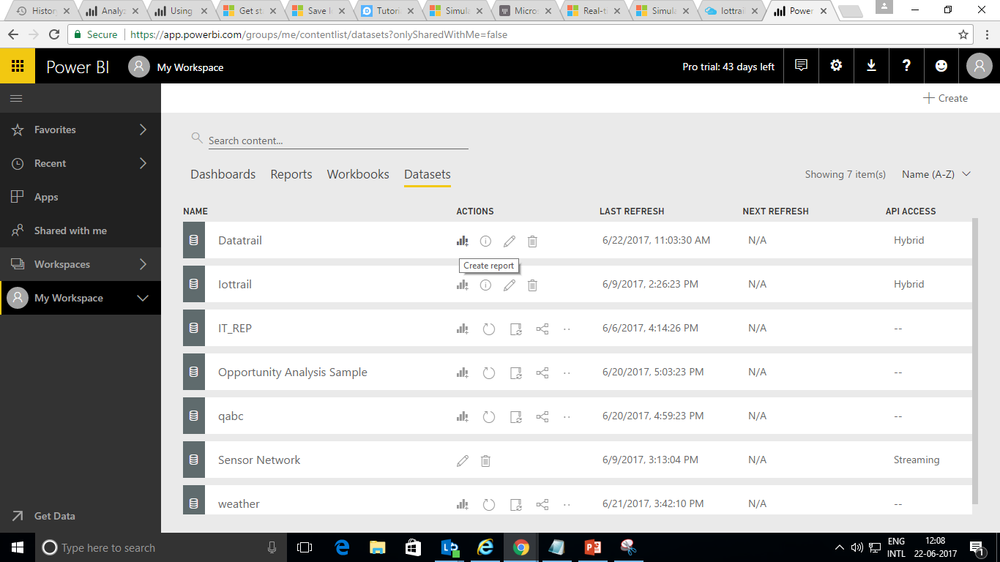 History
Analyz
Using
Get sta
Save Io
Tutori
Simula
Micros
Real-ti
Simula
Iottrai
Power
Secure https://app.powerbi.com/groups/me/contentlist/datasets?onlySharedWithMe=false
Power BI My Workspace Pro trial: 43 days left
Create
Favorites
Recent
Apps
Shared with me
Workspaces
My Workspace
Get Data
Search content...
Dashboards Reports Workbooks Datasets Showing 7 item(s) Name (A-Z)
NAME ACTIONS LAST REFRESH NEXT REFRESH API ACCESS
Datatrail 6/22/2017, 11:03:30 AM N/A Hybrid
Create report
Iottrail 6/9/2017, 2:26:23 PM N/A Hybrid
IT_REP 6/6/2017, 4:14:26 PM N/A --
Opportunity Analysis Sample 6/20/2017, 5:03:23 PM N/A --
qabc 6/20/2017, 4:59:23 PM N/A --
Sensor Network 6/9/2017, 3:13:04 PM N/A Streaming
weather 6/21/2017, 3:42:10 PM N/A --
Type here to search
ENG 12:08
INTL 22-06-2017
1